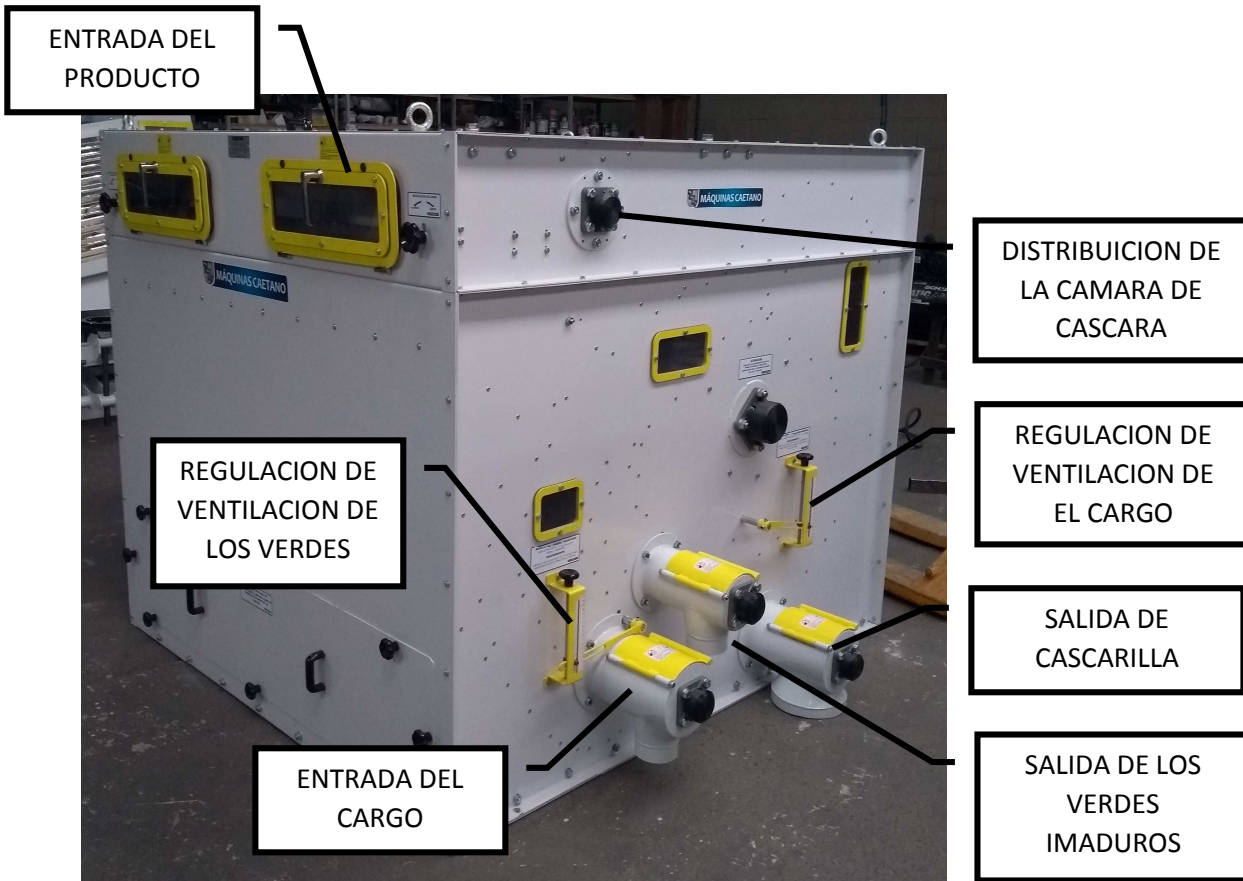 ENTRADA DEL
PRODUCTO
MÁQUINAS CAETANO
MÁQUINAS CAETANO
DISTRIBUICION DE
LA CAMARA DE
CASCARA
REGULACION DE
VENTILACION DE
LOS VERDES
REGULACION DE
VENTILACION DE
EL CARGO
SALIDA DE
CASCARILLA
ENTRADA DEL
CARGO
SALIDA DE LOS
VERDES
IMADUROS